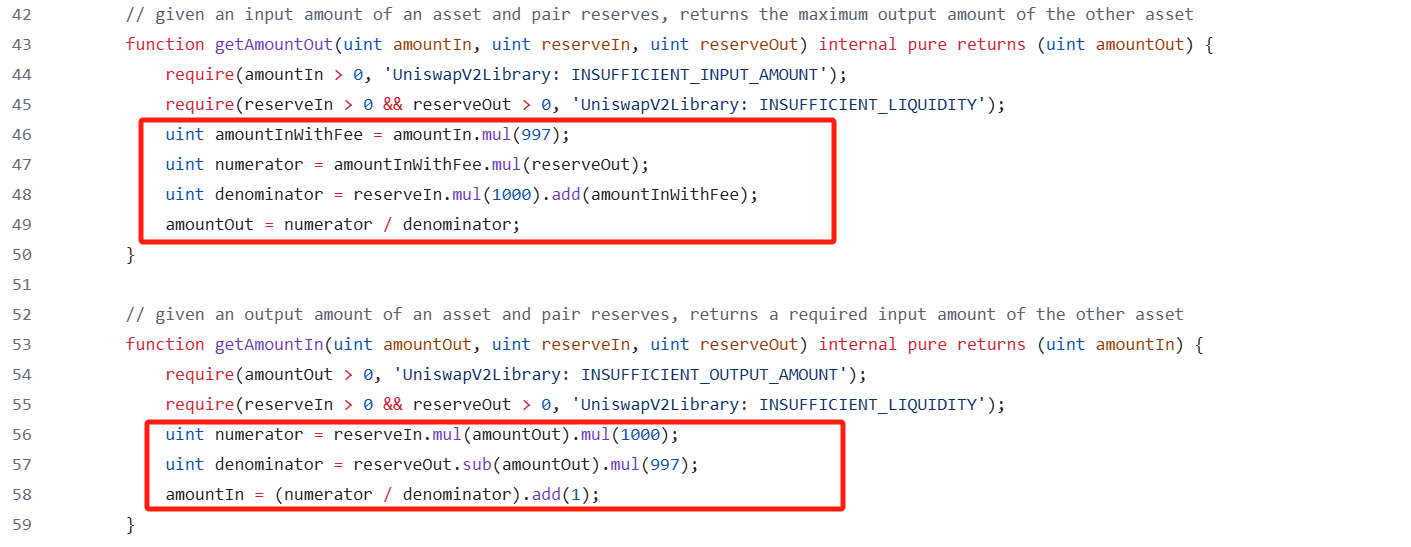 42 // given an input amount of an asset and pair reserves, returns the maximum output amount of the other asset
43 function getAmountOut(uint amountIn, uint reserveIn, uint reserveOut) internal pure returns (uint amountOut) {
44 require(amountIn > 0, 'UniswapV2Library: INSUFFICIENT_INPUT_AMOUNT');
45 require(reserveIn > 0 && reserveOut > 0, 'UniswapV2Library: INSUFFICIENT_LIQUIDITY');
46 uint amountInWithFee = amountIn.mul(997);
47 uint numerator = amountInWithFee.mul(reserveOut);
48 uint denominator = reserveIn.mul(1000).add(amountInWithFee);
49 amountOut = numerator / denominator;
50 }
51
52 // given an output amount of an asset and pair reserves, returns a required input amount of the other asset
53 function getAmountIn(uint amountOut, uint reserveIn, uint reserveOut) internal pure returns (uint amountIn) {
54 require(amountOut > 0, 'UniswapV2Library: INSUFFICIENT_OUTPUT_AMOUNT');
55 require(reserveIn > 0 && reserveOut > 0, 'UniswapV2Library: INSUFFICIENT_LIQUIDITY');
56 uint numerator = reserveIn.mul(amountOut).mul(1000);
57 uint denominator = reserveOut.sub(amountOut).mul(997);
58 amountIn = (numerator / denominator).add(1);
59 }